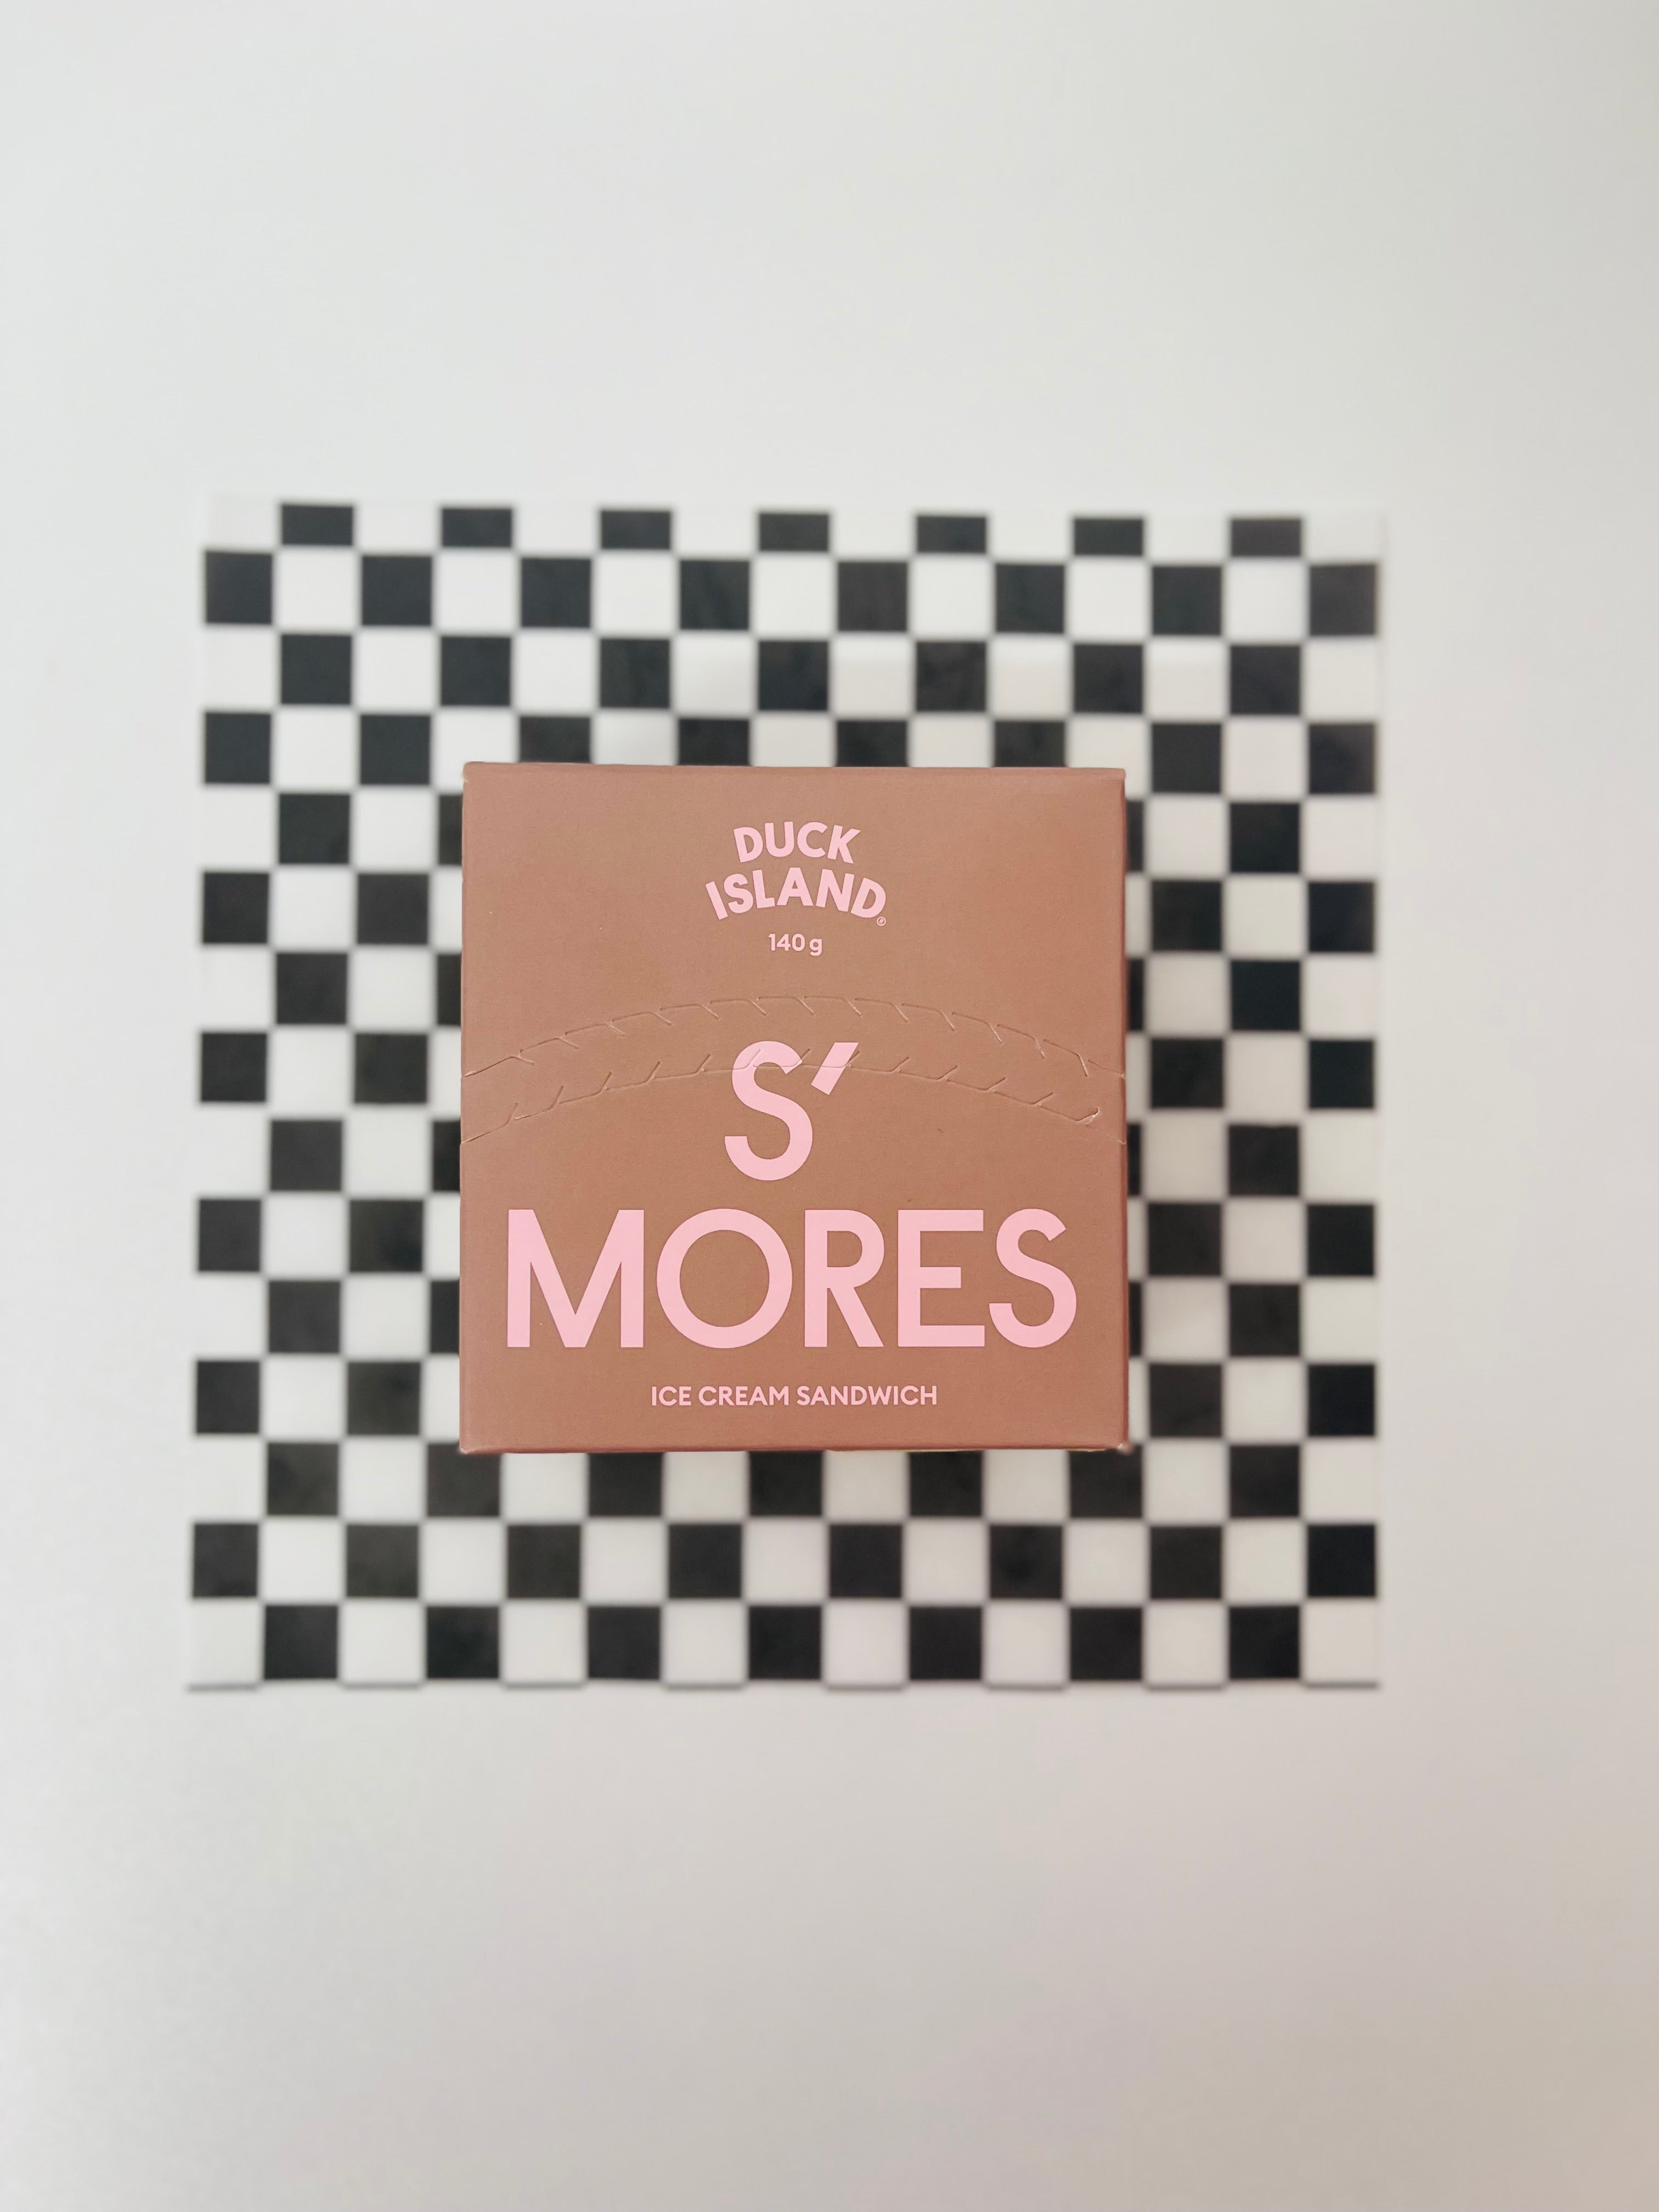 DUCK
ISLAND
140 g
S'
MORES
ICE CREAM SANDWICH